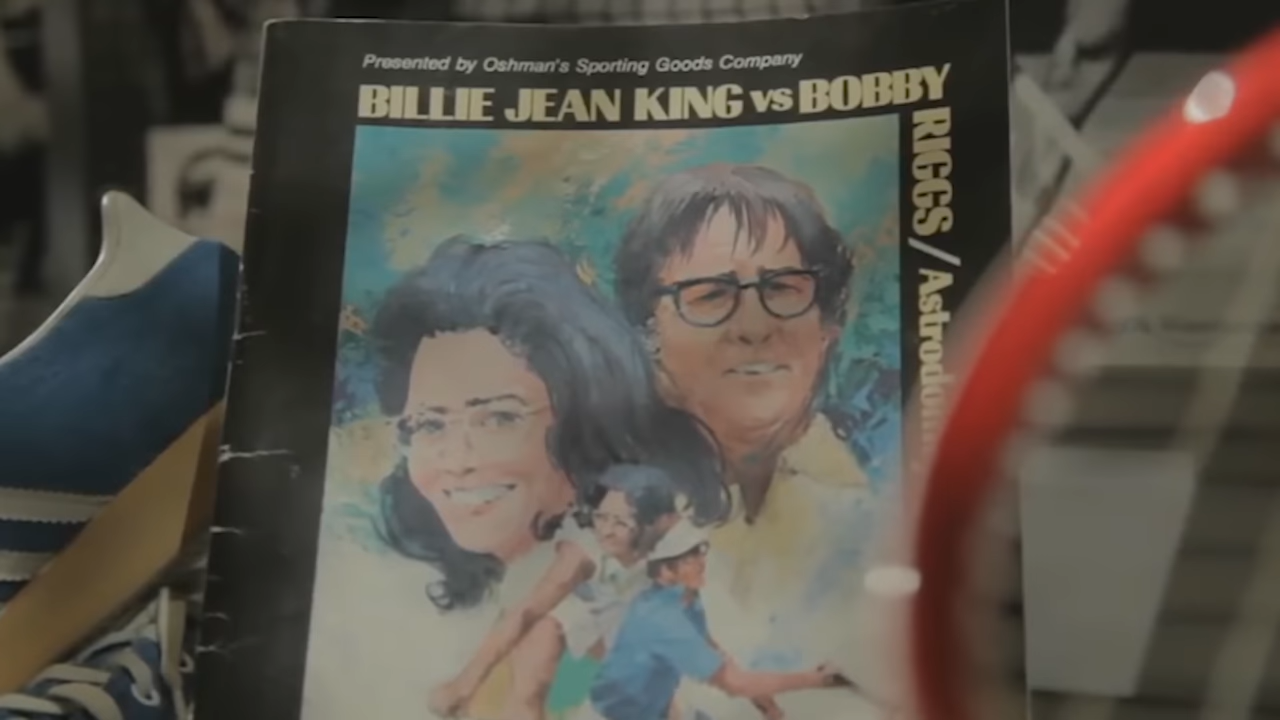 Presented by Oshman's Sporting Goods Company
BILLIE JEAN KING vs BOBBY
RIGGS/